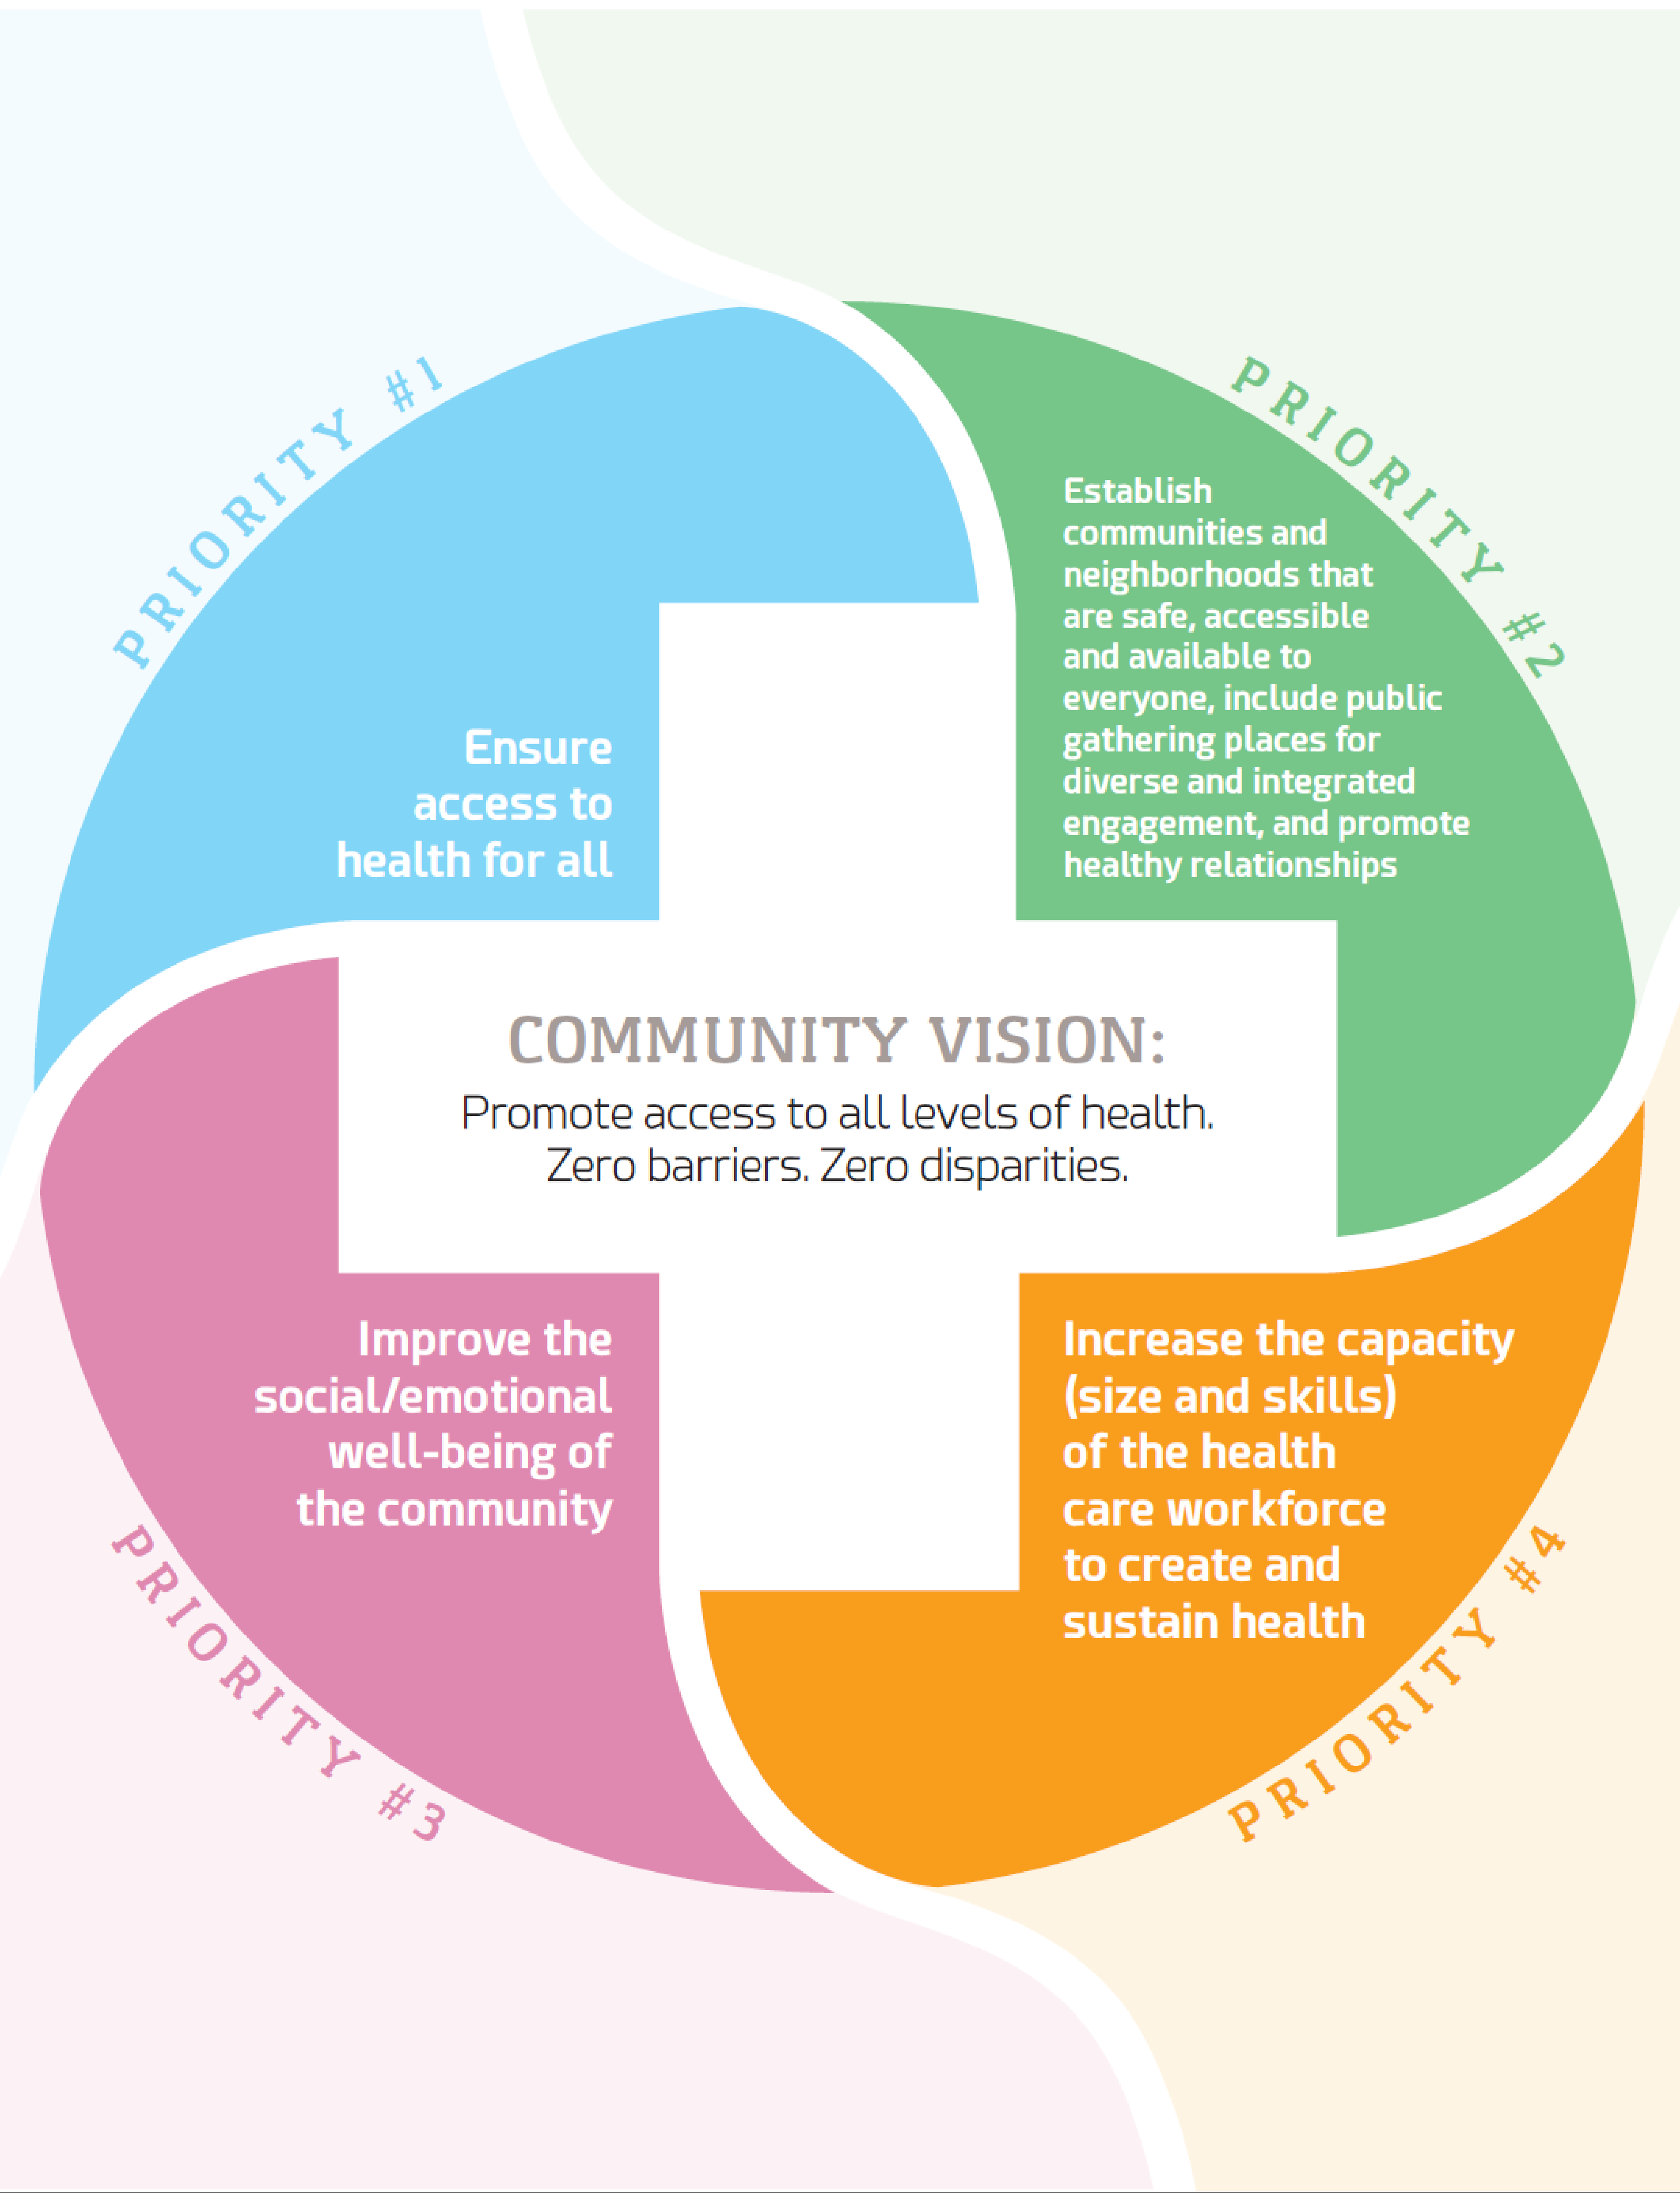 PRIORITY #1
Ensure
access to
health for all
PRIORITY #2
Establish
communities and
neighborhoods that
are safe, accessible
and available to
everyone, include public
gathering places for
diverse and integrated
engagement, and promote
healthy relationships
COMMUNITY VISION:
Promote access to all levels of health.
Zero barriers. Zero disparities.
Improve the
social/emotional
well-being of
the community
PRIORITY #3
Increase the capacity
(size and skills)
of the health
care workforce
to create and
sustain health
PRIORITY #4